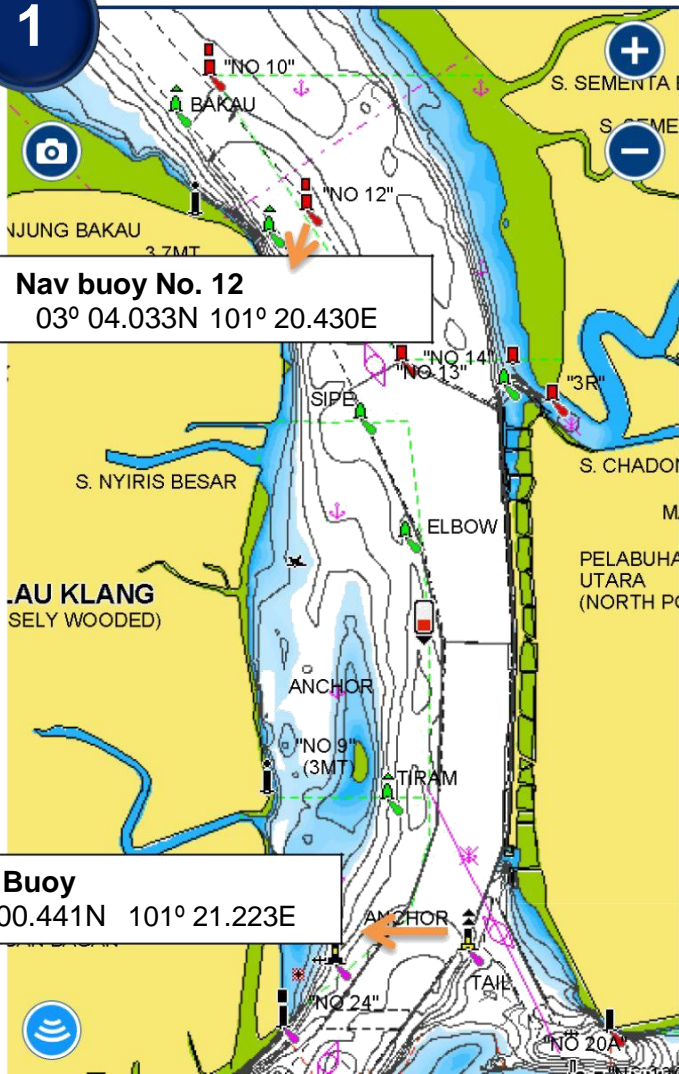 1
"NO 10"
BAKAU
S. SEMENTA
"NO 12"
NJUNG BAKAU
3.7MT
Nav buoy No. 12
03º 04.033N 101º 20.430E
"NO 14"
"NO 13"
"3R"
SIPE
S. CHADON
S. NYIRIS BESAR
ELBOW
PELABUHA
UTARA
(NORTH PO
LAU KLANG
SELY WOODED)
ANCHOR
"NO 9"
(3MT)
TIRAM
Buoy
00.441N 101º 21.223E
ANCHOR
TAIL
"NO 24"
"NO 20A"